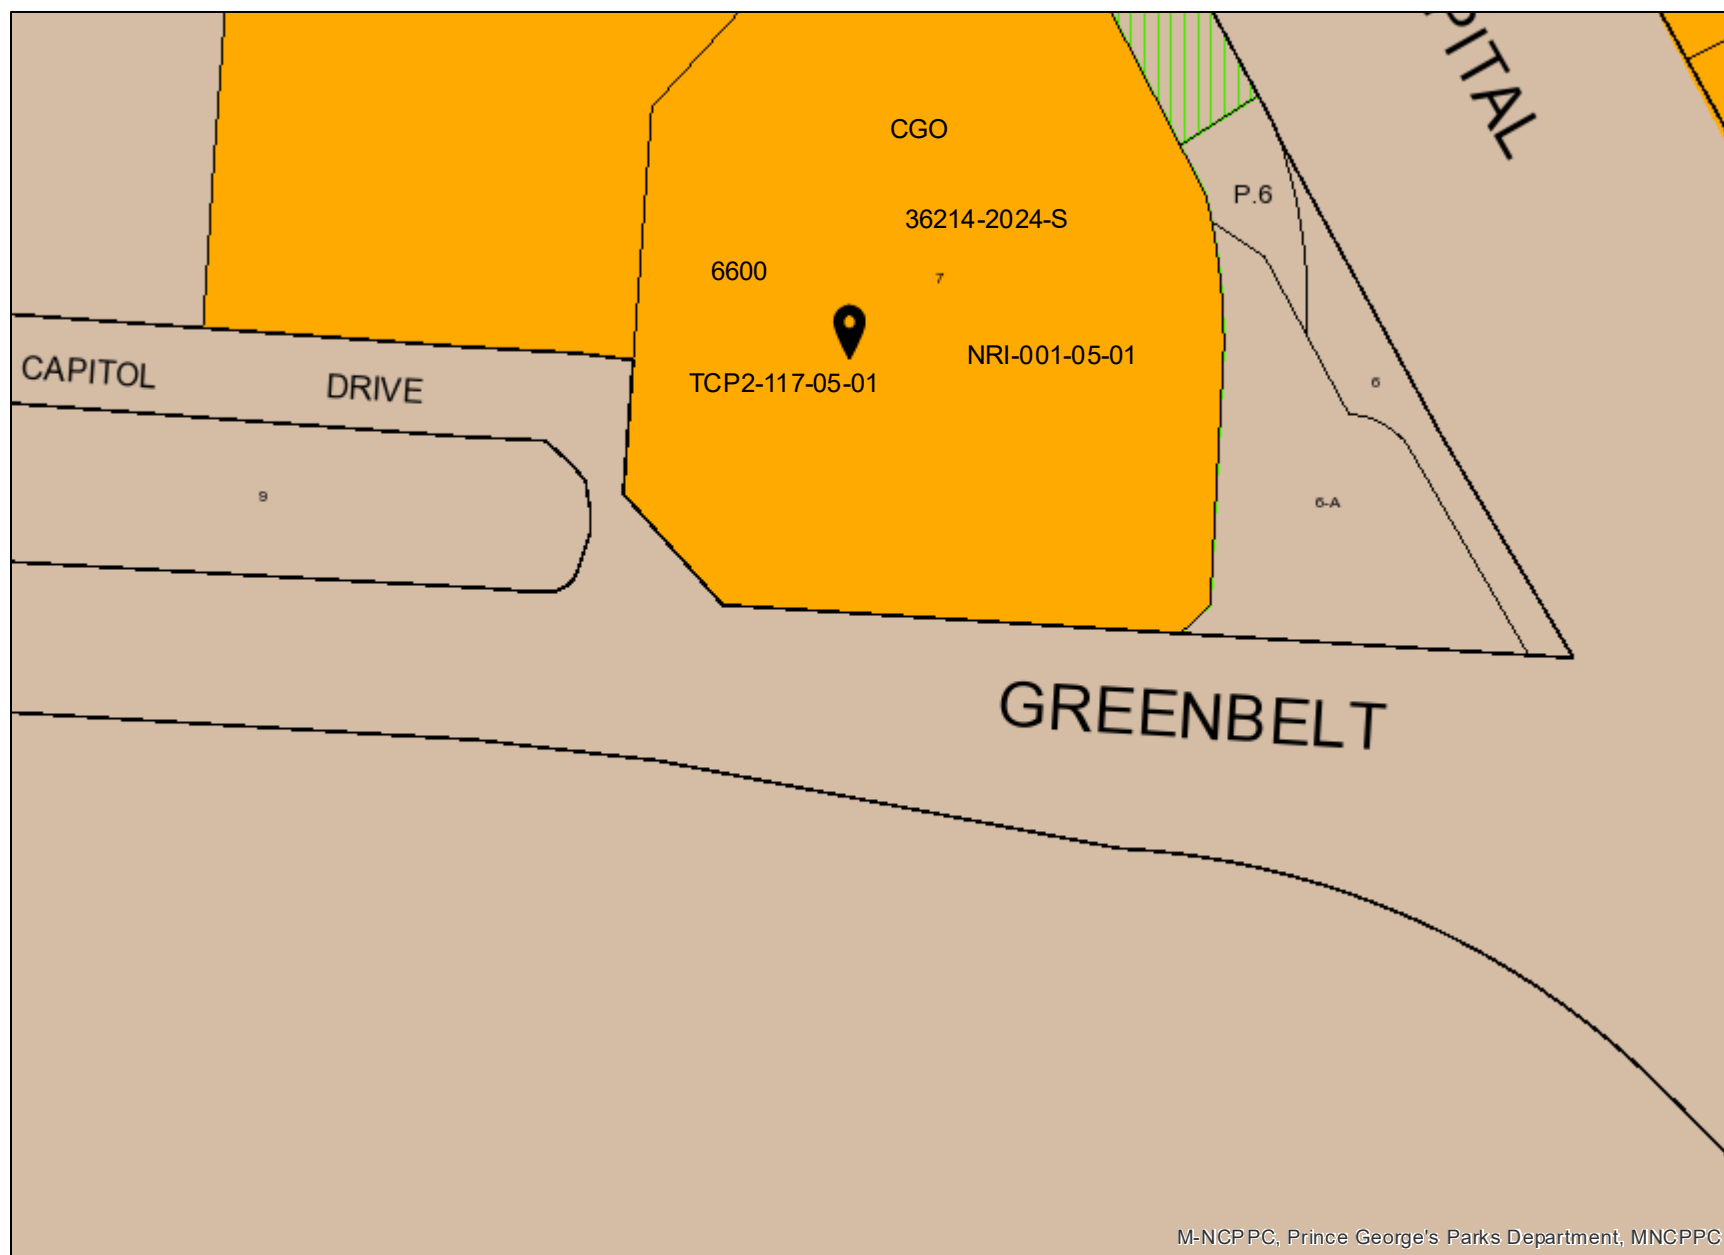 PITAL
CGO
P.6
36214-2024-S
6600
7
NRI-001-05-01
TCP2-117-05-01
CAPITOL DRIVE
6
9
6-A
GREENBELT
M-NCPPC, Prince George's Parks Department, MNCPPC